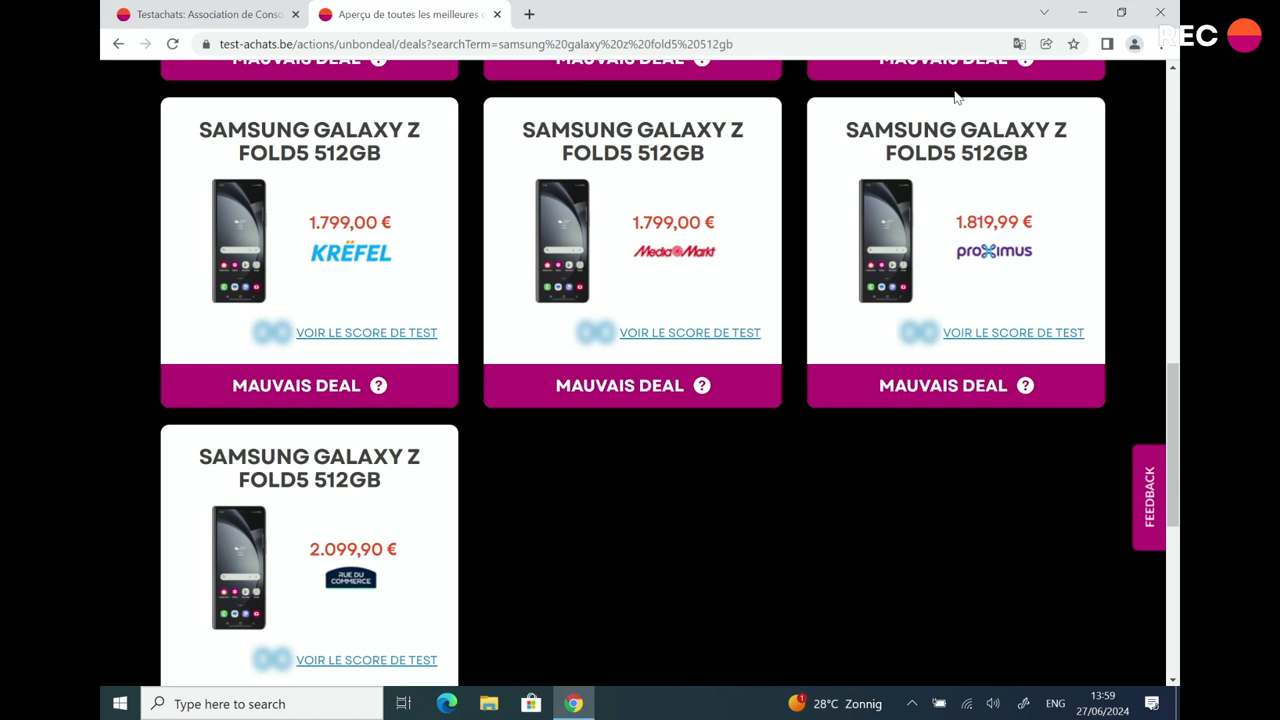 Testachats: Association de Conso
Aperçu de toutes les meilleures
test-achats.be/actions/unbondeal/deals?searchTerm=samsung%20galaxy%20z%20fold5%20512gb
REC
MAUVAIS DEAL ?
MAUVAIS DEAL ?
MAUVAIS DEAL ?
SAMSUNG GALAXY Z
FOLD5 512GB
1.799,00 €
KRËFEL
VOIR LE SCORE DE TEST
MAUVAIS DEAL ?
SAMSUNG GALAXY Z
FOLD5 512GB
1.799,00 €
MediaMarkt
VOIR LE SCORE DE TEST
MAUVAIS DEAL ?
SAMSUNG GALAXY Z
FOLD5 512GB
1.819,99 €
proximus
VOIR LE SCORE DE TEST
MAUVAIS DEAL ?
SAMSUNG GALAXY Z
FOLD5 512GB
2.099,90 €
RUE DU
COMMERCE
VOIR LE SCORE DE TEST
FEEDBACK
Type here to search
1
28°C Zonnig
ENG
13:59
27/06/2024